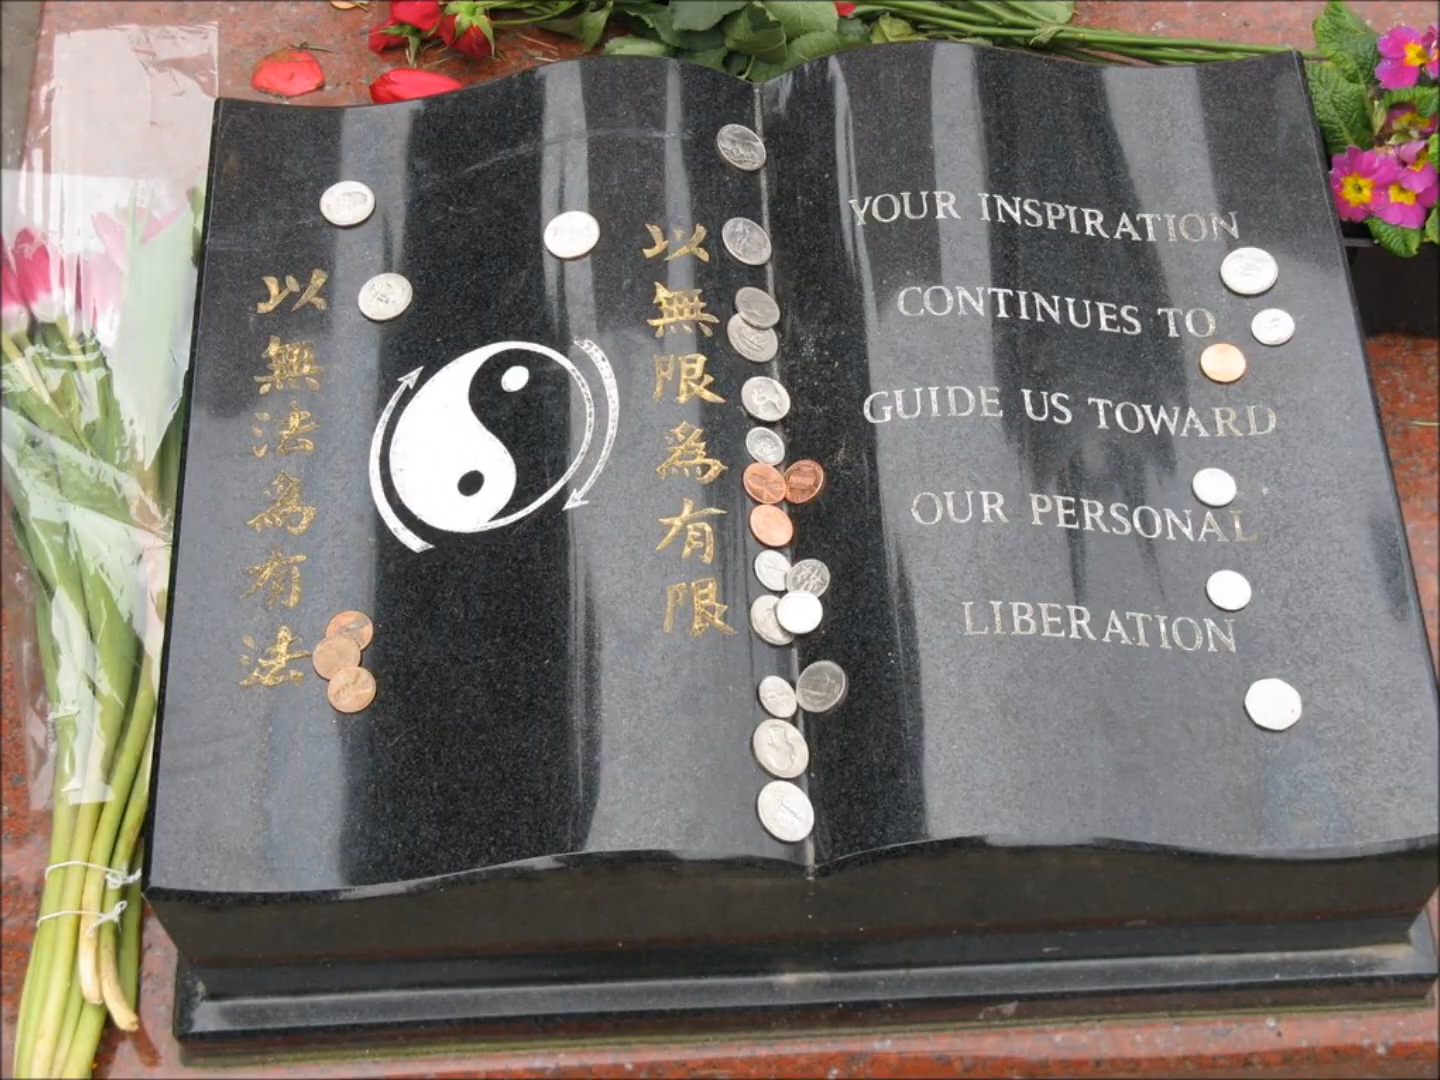 以無限為有限
以無法為有法
YOUR INSPIRATION
CONTINUES TO
GUIDE US TOWARD
OUR PERSONAL
LIBERATION